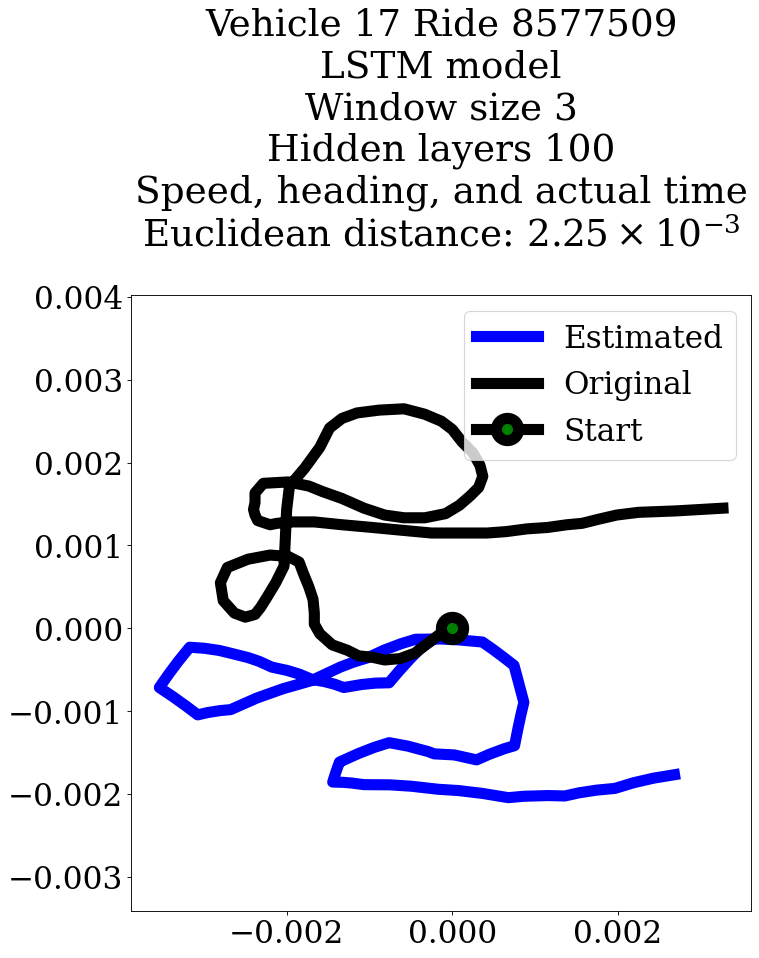 Vehicle 17 Ride 8577509
LSTM model
Window size 3
Hidden layers 100
Speed, heading, and actual time
Euclidean distance: 2.25 × 10⁻³
Estimated
Original
Start
0.004
0.003
0.002
0.001
0.000
−0.001
−0.002
−0.003
−0.002 0.000 0.002